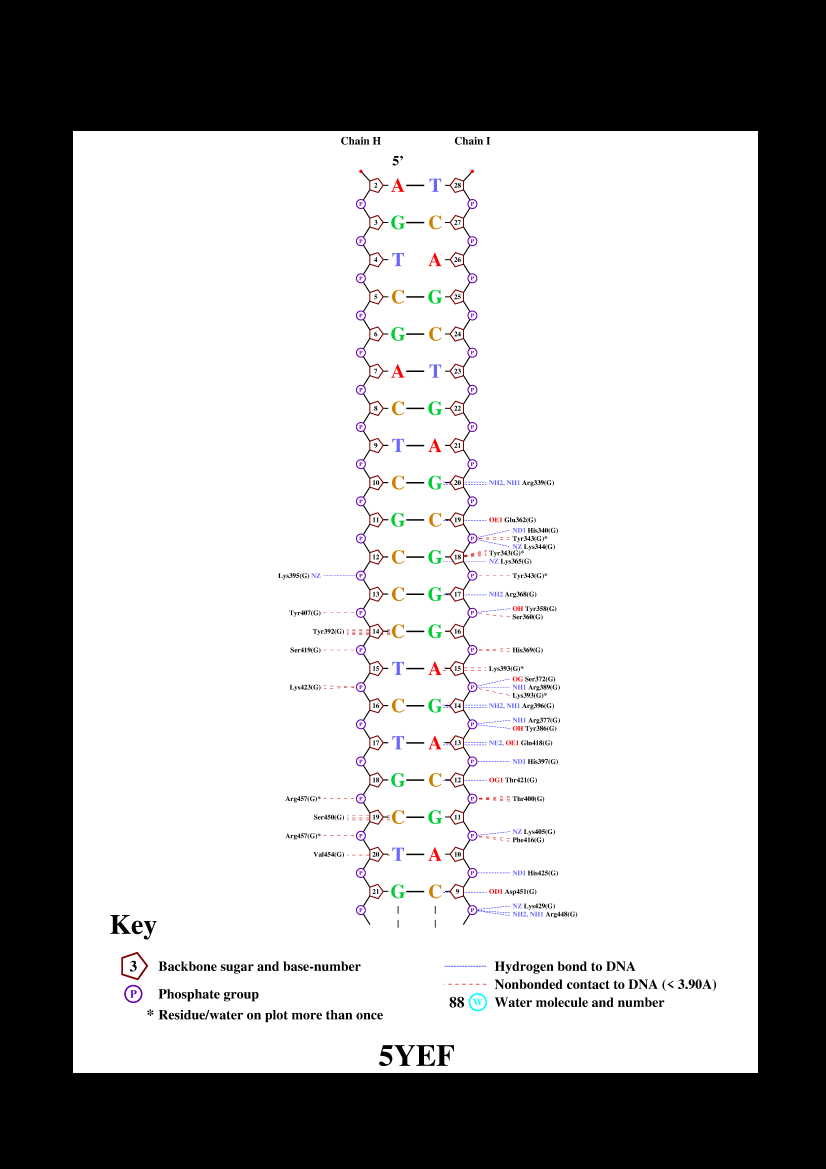 Chain H Chain I
5’
2 A T 28
P P
3 G C 27
P P
4 T A 26
P P
5 C G 25
P P
6 G C 24
P P
7 A T 23
P P
8 C G 22
P P
9 T A 21
P P
10 C G 20 NH2, NH1 Arg339(G)
P P
11 G C 19 OE1 Glu362(G)
ND1 His340(G)
P P Tyr343(G)*
NZ Lys344(G)
Tyr343(G)*
12 C G 18
NZ Lys365(G)
Lys395(G) NZ P P Tyr343(G)*
13 C G 17 NH2 Arg368(G)
OH Tyr358(G)
Tyr407(G) P P
Ser360(G)
Tyr392(G) 14 C G 16
Ser419(G) P P His369(G)
15 T A 15 Lys393(G)*
OG Ser372(G)
Lys423(G) P P NH1 Arg389(G)
Lys393(G)*
16 C G 14 NH2, NH1 Arg396(G)
NH1 Arg377(G)
P P
OH Tyr386(G)
17 T A 13 NE2, OE1 Gln418(G)
P P ND1 His397(G)
18 G C 12 OG1 Thr421(G)
Arg457(G)* P P Thr400(G)
Ser450(G) 19 C G 11
NZ Lys405(G)
Arg457(G)* P P
Phe416(G)
Val454(G) 20 T A 10
P P ND1 His425(G)
21 G C 9 OD1 Asp451(G)
NZ Lys429(G)
P P
NH2, NH1 Arg448(G)
Key
3 Backbone sugar and base-number
P Phosphate group
* Residue/water on plot more than once
Hydrogen bond to DNA
Nonbonded contact to DNA (< 3.90A)
88 W Water molecule and number
5YEF